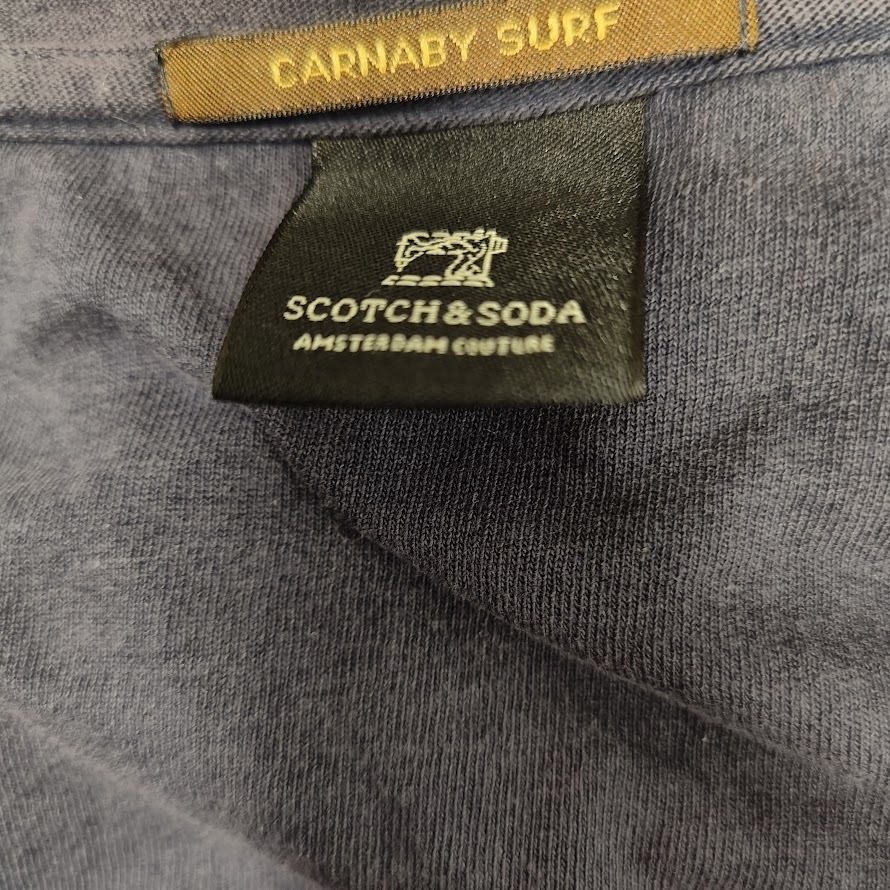 CARNABY SURF
SCOTCH & SODA
AMSTERDAM COUTURE